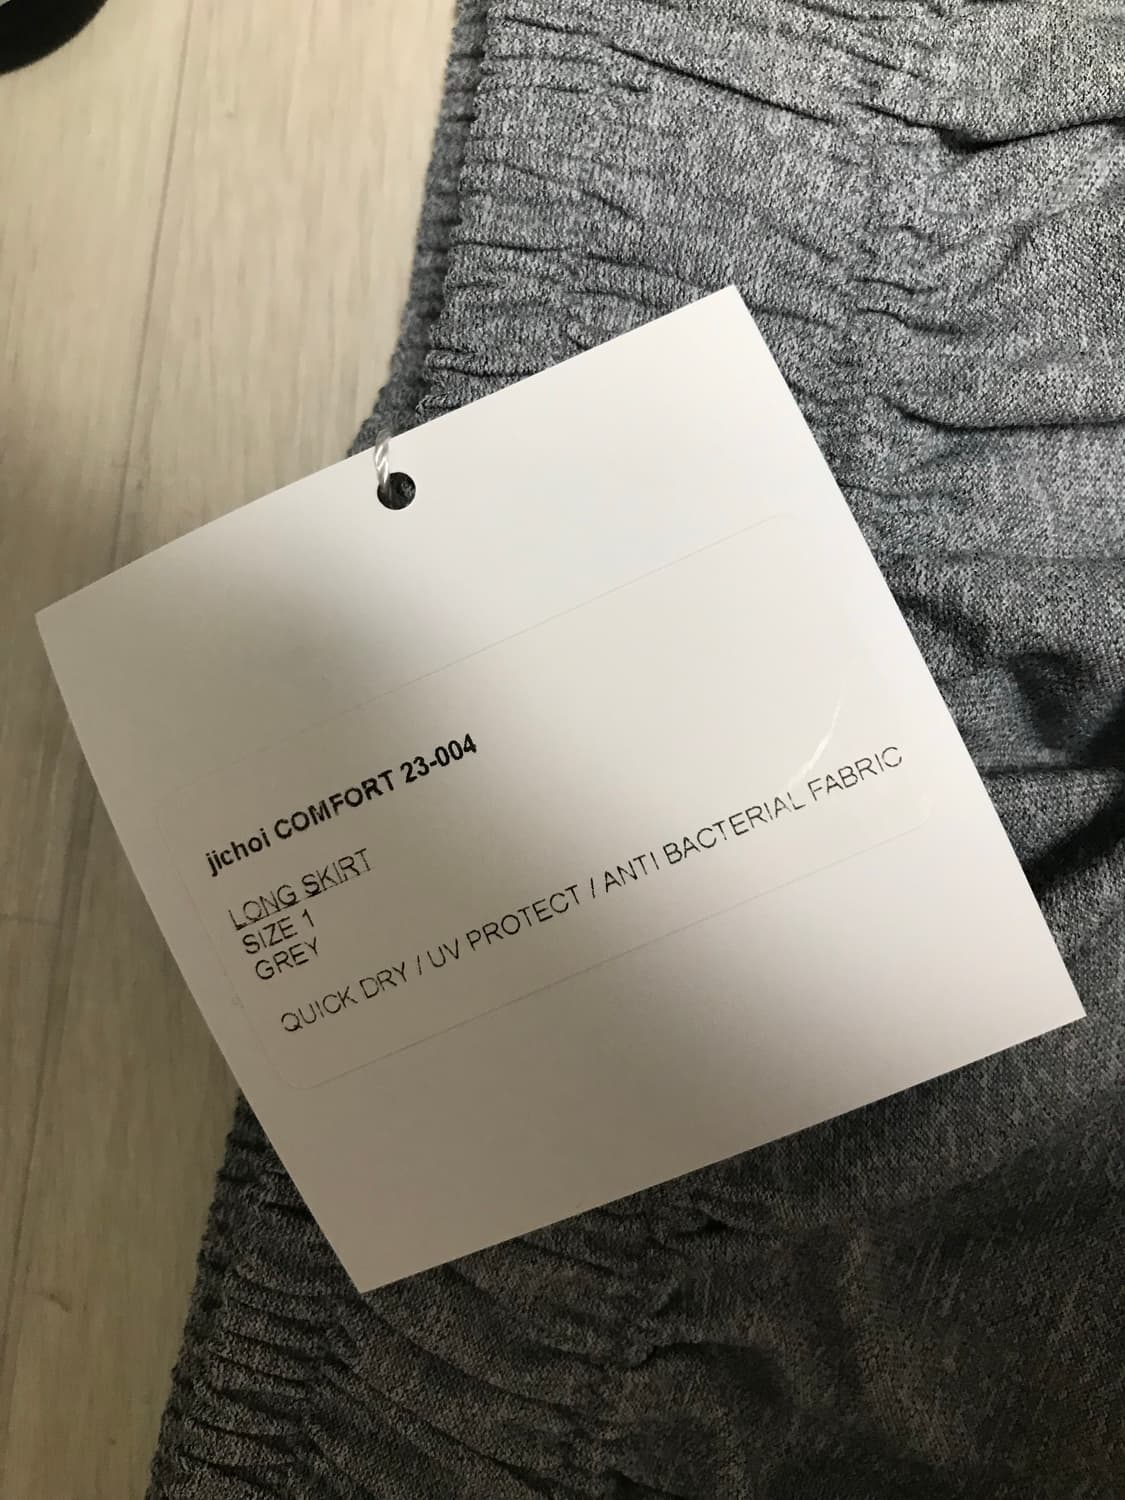 jichoi COMFORT 23-004
LONG SKIRT
SIZE 1
GREY
QUICK DRY / UV PROTECT / ANTI BACTERIAL FABRIC